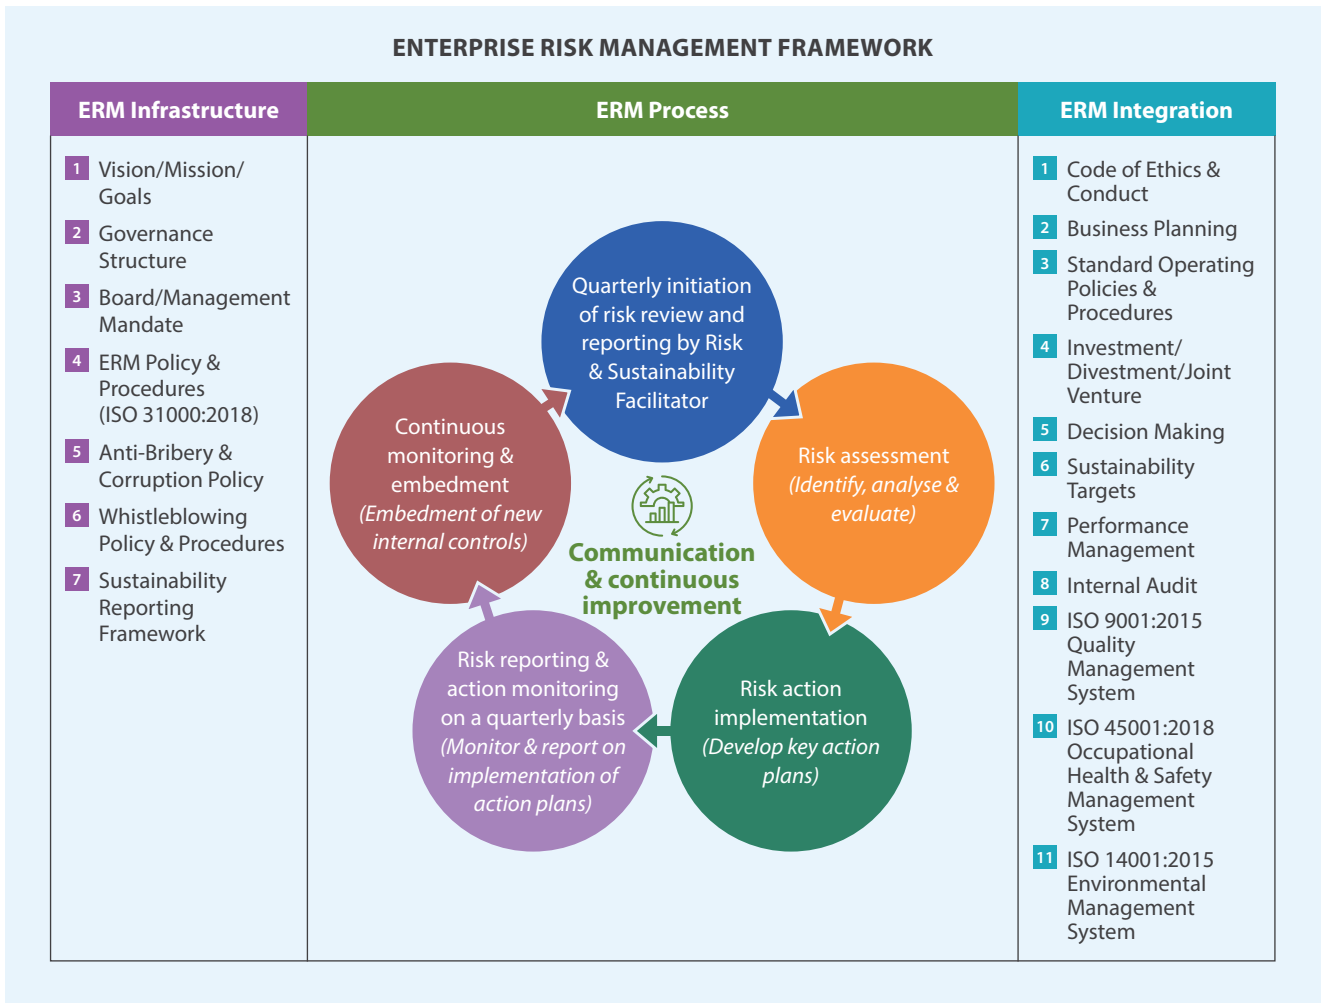 ENTERPRISE RISK MANAGEMENT FRAMEWORK
ERM Infrastructure
1 Vision/Mission/
Goals
2 Governance
Structure
3 Board/Management
Mandate
4 ERM Policy &
Procedures
(ISO 31000:2018)
5 Anti-Bribery &
Corruption Policy
6 Whistleblowing
Policy & Procedures
7 Sustainability
Reporting
Framework
ERM Process
Quarterly initiation
of risk review and
reporting by Risk
& Sustainability
Facilitator
Risk assessment
(Identify, analyse &
evaluate)
Risk action
implementation
(Develop key action
plans)
Risk reporting &
action monitoring
on a quarterly basis
(Monitor & report on
implementation of
action plans)
Continuous
monitoring &
embedment
(Embedment of new
internal controls)
Communication
& continuous
improvement
ERM Integration
1 Code of Ethics &
Conduct
2 Business Planning
3 Standard Operating
Policies &
Procedures
4 Investment/
Divestment/Joint
Venture
5 Decision Making
6 Sustainability
Targets
7 Performance
Management
8 Internal Audit
9 ISO 9001:2015
Quality
Management
System
10 ISO 45001:2018
Occupational
Health & Safety
Management
System
11 ISO 14001:2015
Environmental
Management
System